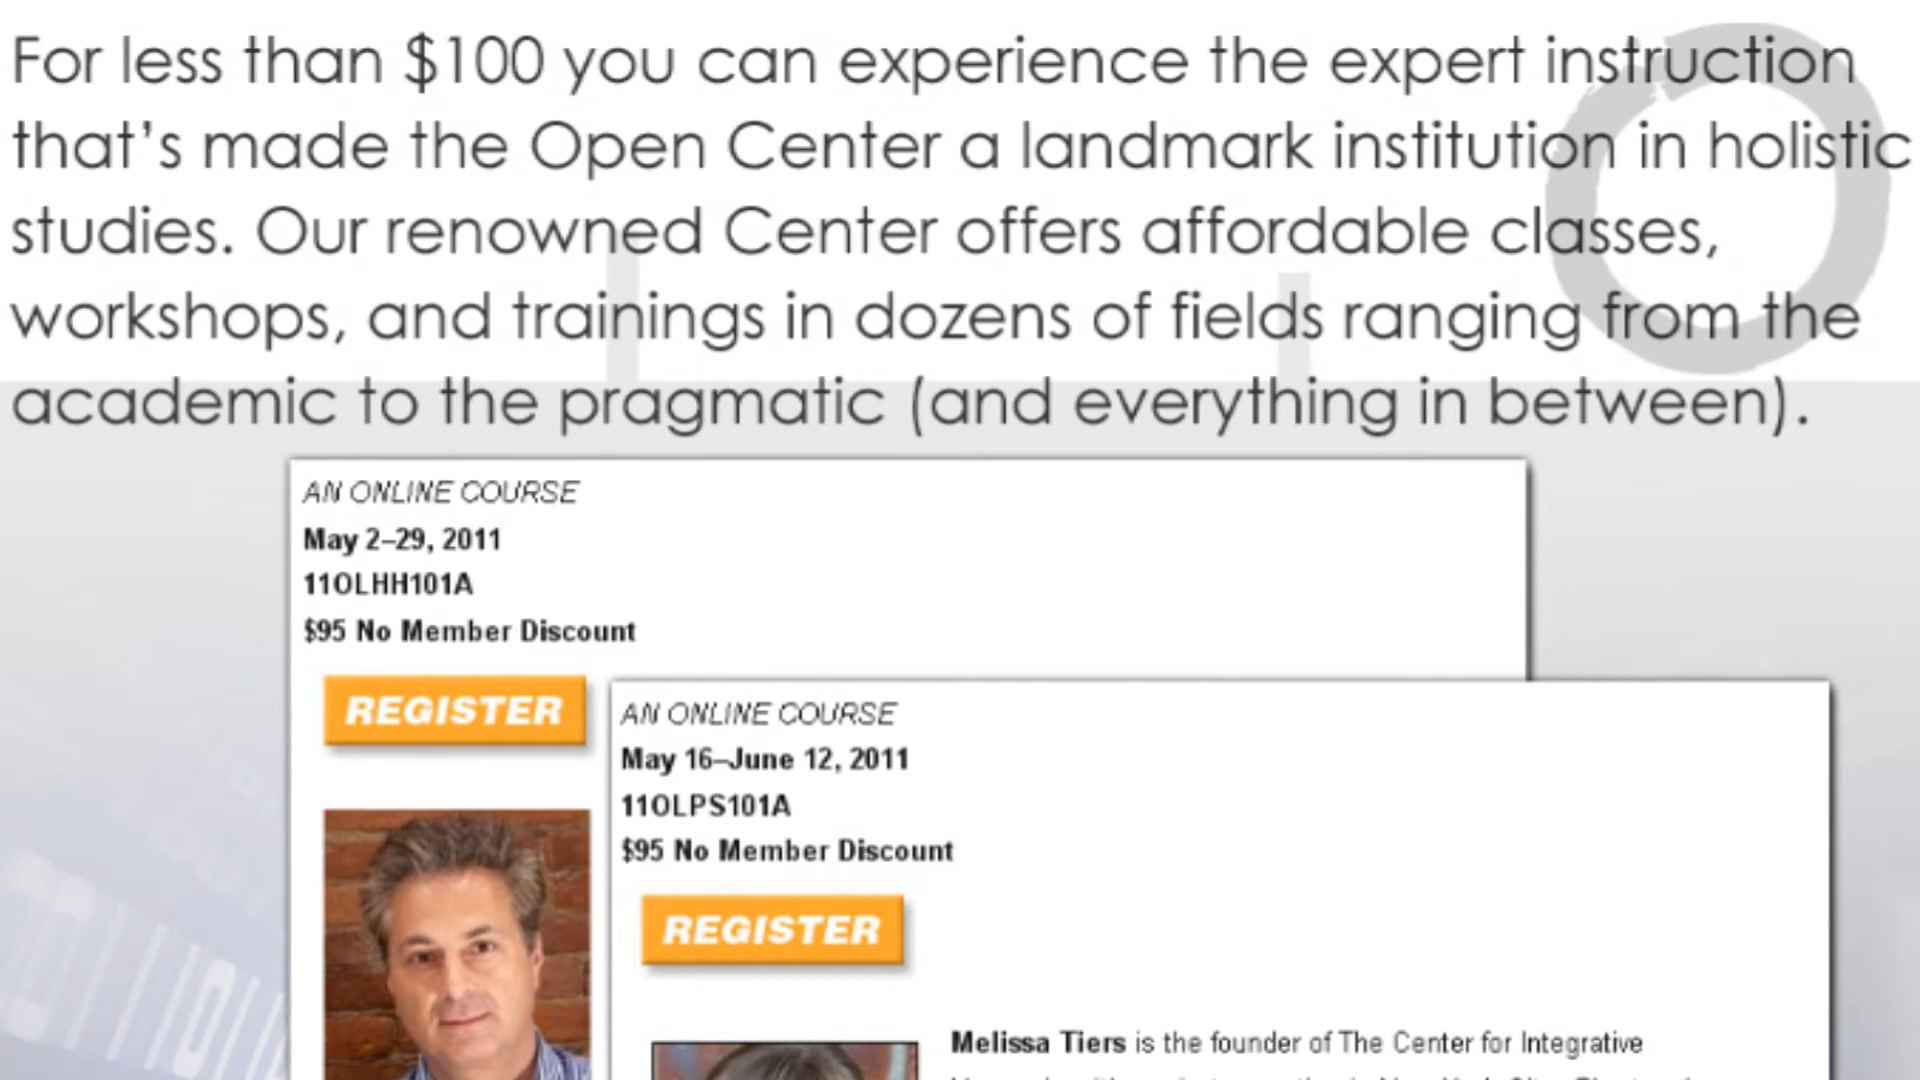 For less than $100 you can experience the expert instruction
that’s made the Open Center a landmark institution in holistic
studies. Our renowned Center offers affordable classes,
workshops, and trainings in dozens of fields ranging from the
academic to the pragmatic (and everything in between).
AN ONLINE COURSE
May 2–29, 2011
11OLHH101A
$95 No Member Discount
REGISTER
AN ONLINE COURSE
May 16–June 12, 2011
11OLPS101A
$95 No Member Discount
REGISTER
Melissa Tiers is the founder of The Center for Integrative